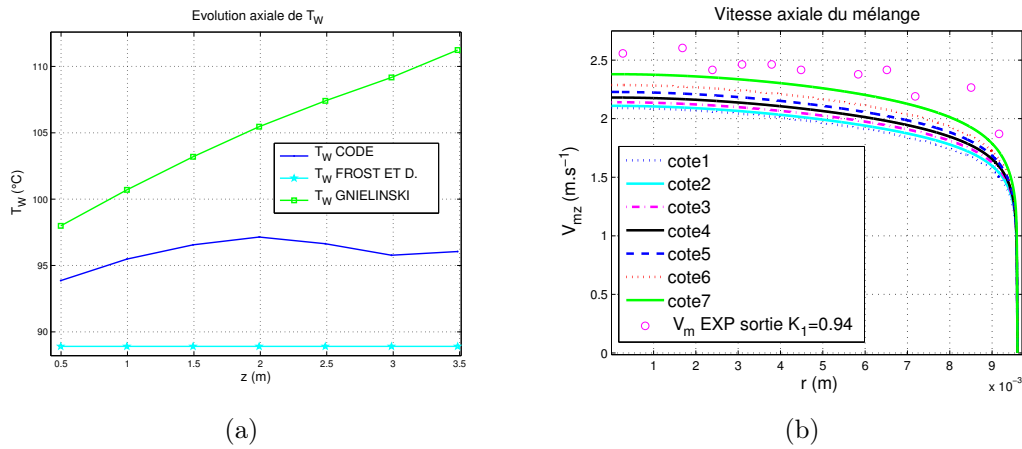 Evolution axiale de T_W
110
105
100
95
90
T_W (°C)
0.5 1 1.5 2 2.5 3 3.5
z (m)
T_W CODE
T_W FROST ET D.
T_W GNIELINSKI
(a)
Vitesse axiale du mélange
2.5
2
1.5
1
0.5
0
V_mz (m.s⁻¹)
1 2 3 4 5 6 7 8 9
x 10⁻³
r (m)
cote1
cote2
cote3
cote4
cote5
cote6
cote7
V_m EXP sortie K_1=0.94
(b)